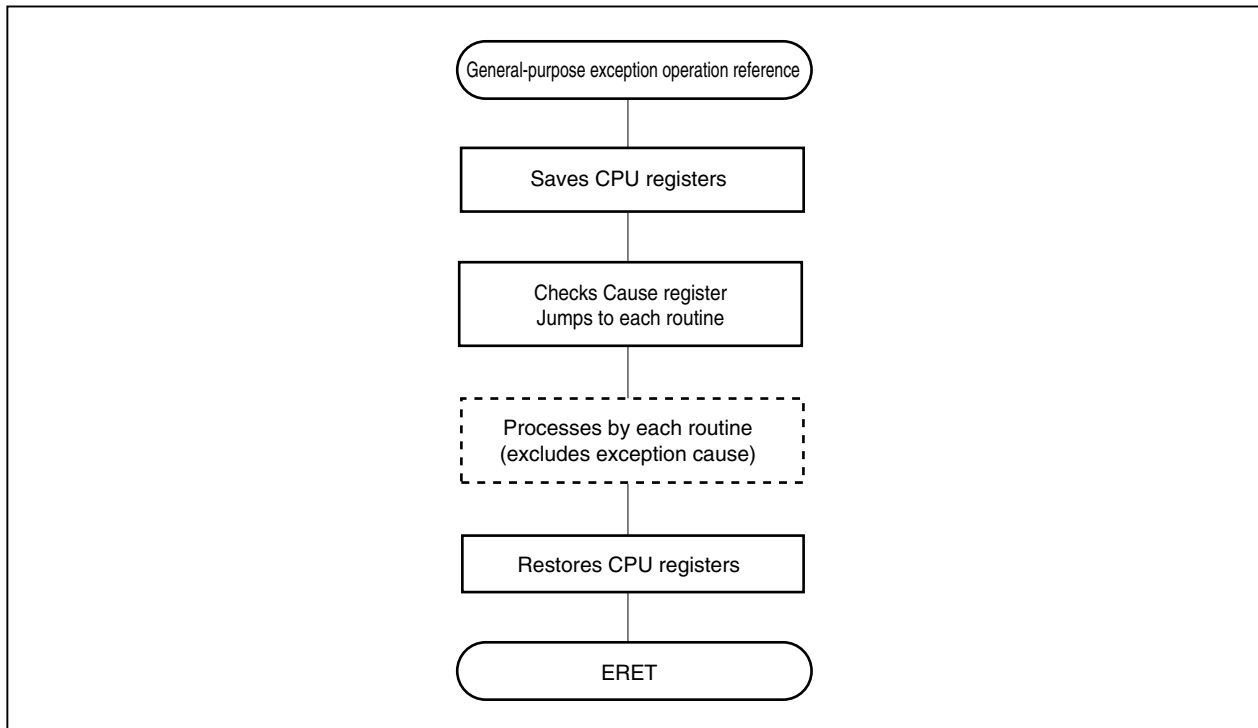 General-purpose exception operation reference
Saves CPU registers
Checks Cause register
Jumps to each routine
Processes by each routine
(excludes exception cause)
Restores CPU registers
ERET